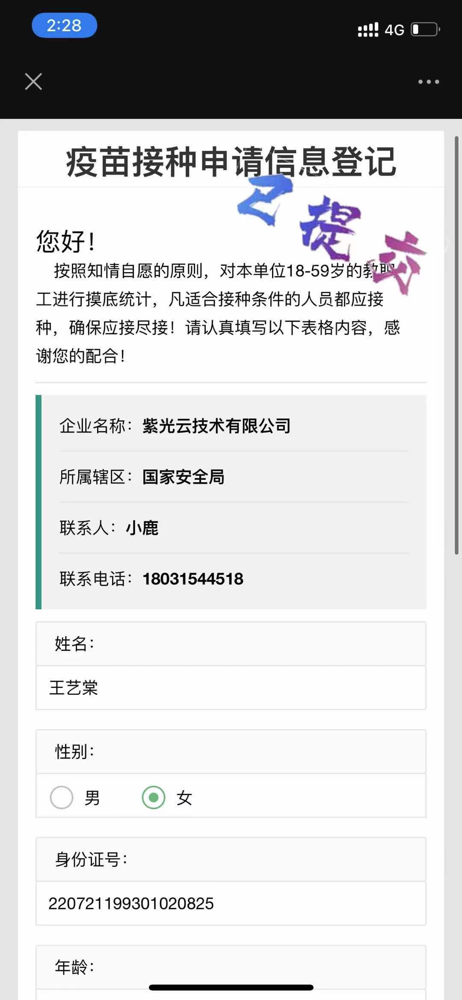 2:28
4G
疫苗接种申请信息登记
已提交
您好！
按照知情自愿的原则，对本单位18-59岁的教职
工进行摸底统计，凡适合接种条件的人员都应接
种，确保应接尽接！请认真填写以下表格内容，感
谢您的配合！
企业名称：紫光云技术有限公司
所属辖区：国家安全局
联系人：小鹿
联系电话：18031544518
姓名：
王艺棠
性别：
男 女
身份证号：
220721199301020825
年龄：